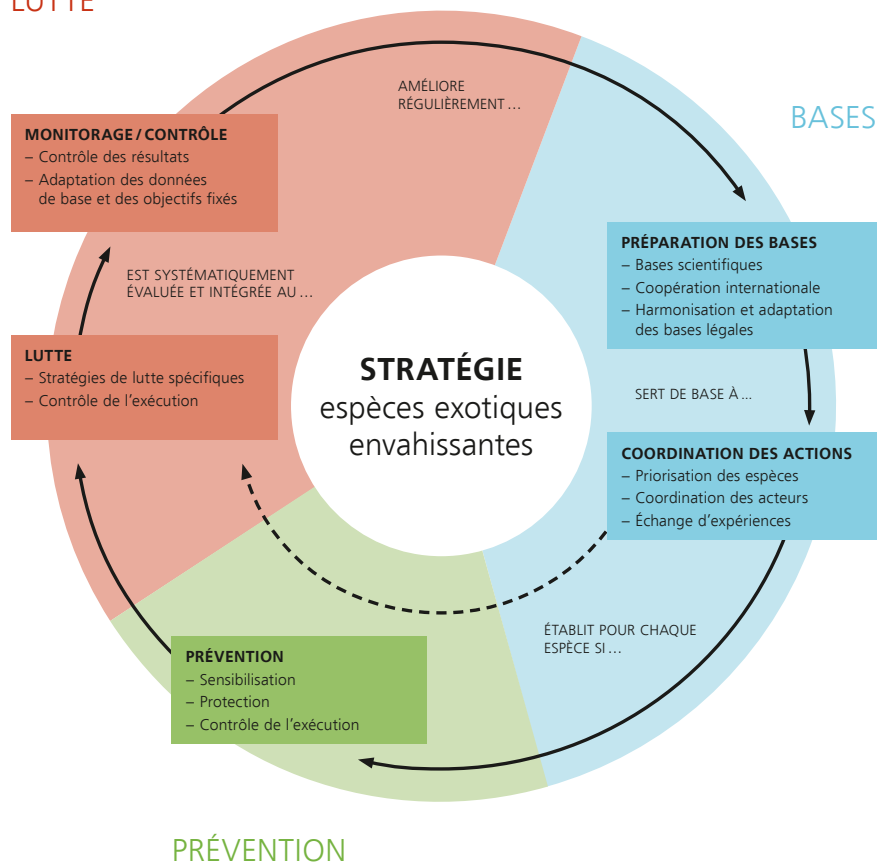 LUTTE
AMÉLIORE
RÉGULIÈREMENT…
BASES
MONITORAGE / CONTRÔLE
– Contrôle des résultats
– Adaptation des données
de base et des objectifs fixés
PRÉPARATION DES BASES
– Bases scientifiques
– Coopération internationale
– Harmonisation et adaptation
des bases légales
EST SYSTÉMATIQUEMENT
ÉVALUÉE ET INTÉGRÉE AU…
LUTTE
– Stratégies de lutte spécifiques
– Contrôle de l’exécution
STRATÉGIE
espèces exotiques
envahissantes
SERT DE BASE À…
COORDINATION DES ACTIONS
– Priorisation des espèces
– Coordination des acteurs
– Échange d’expériences
ÉTABLIT POUR CHAQUE
ESPÈCE SI…
PRÉVENTION
– Sensibilisation
– Protection
– Contrôle de l’exécution
PRÉVENTION